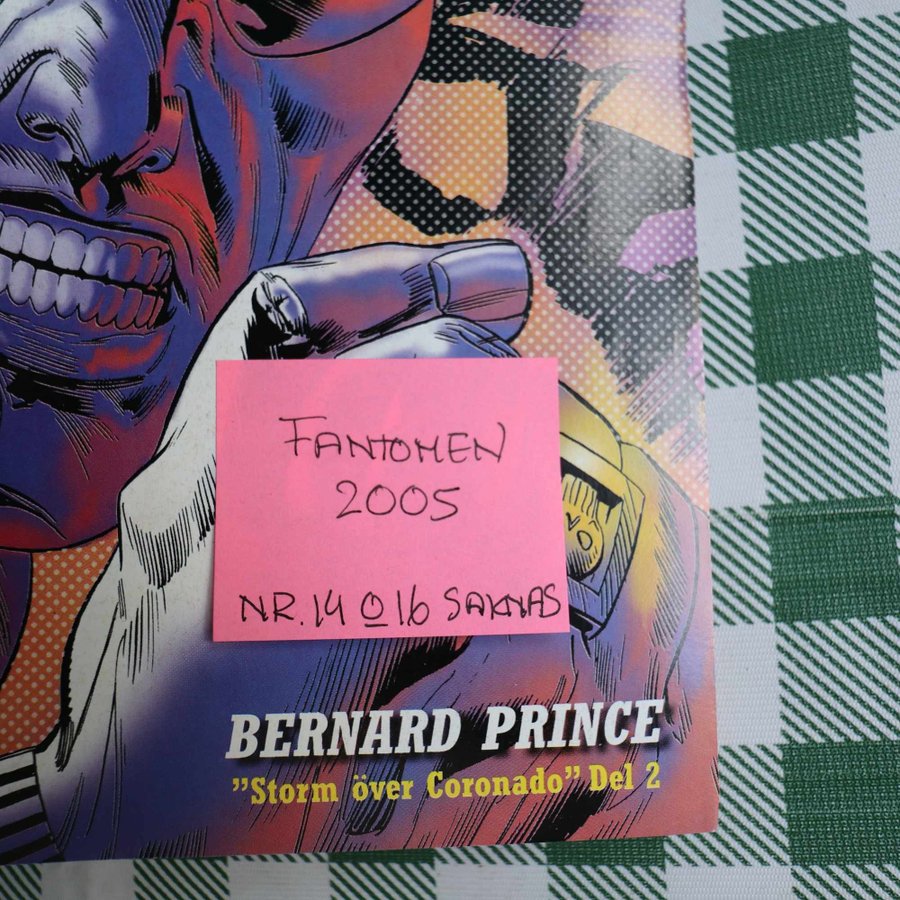 FANTOMEN
2005
NR. 14 O 16 SAKNAS
BERNARD PRINCE
"Storm över Coronado" Del 2